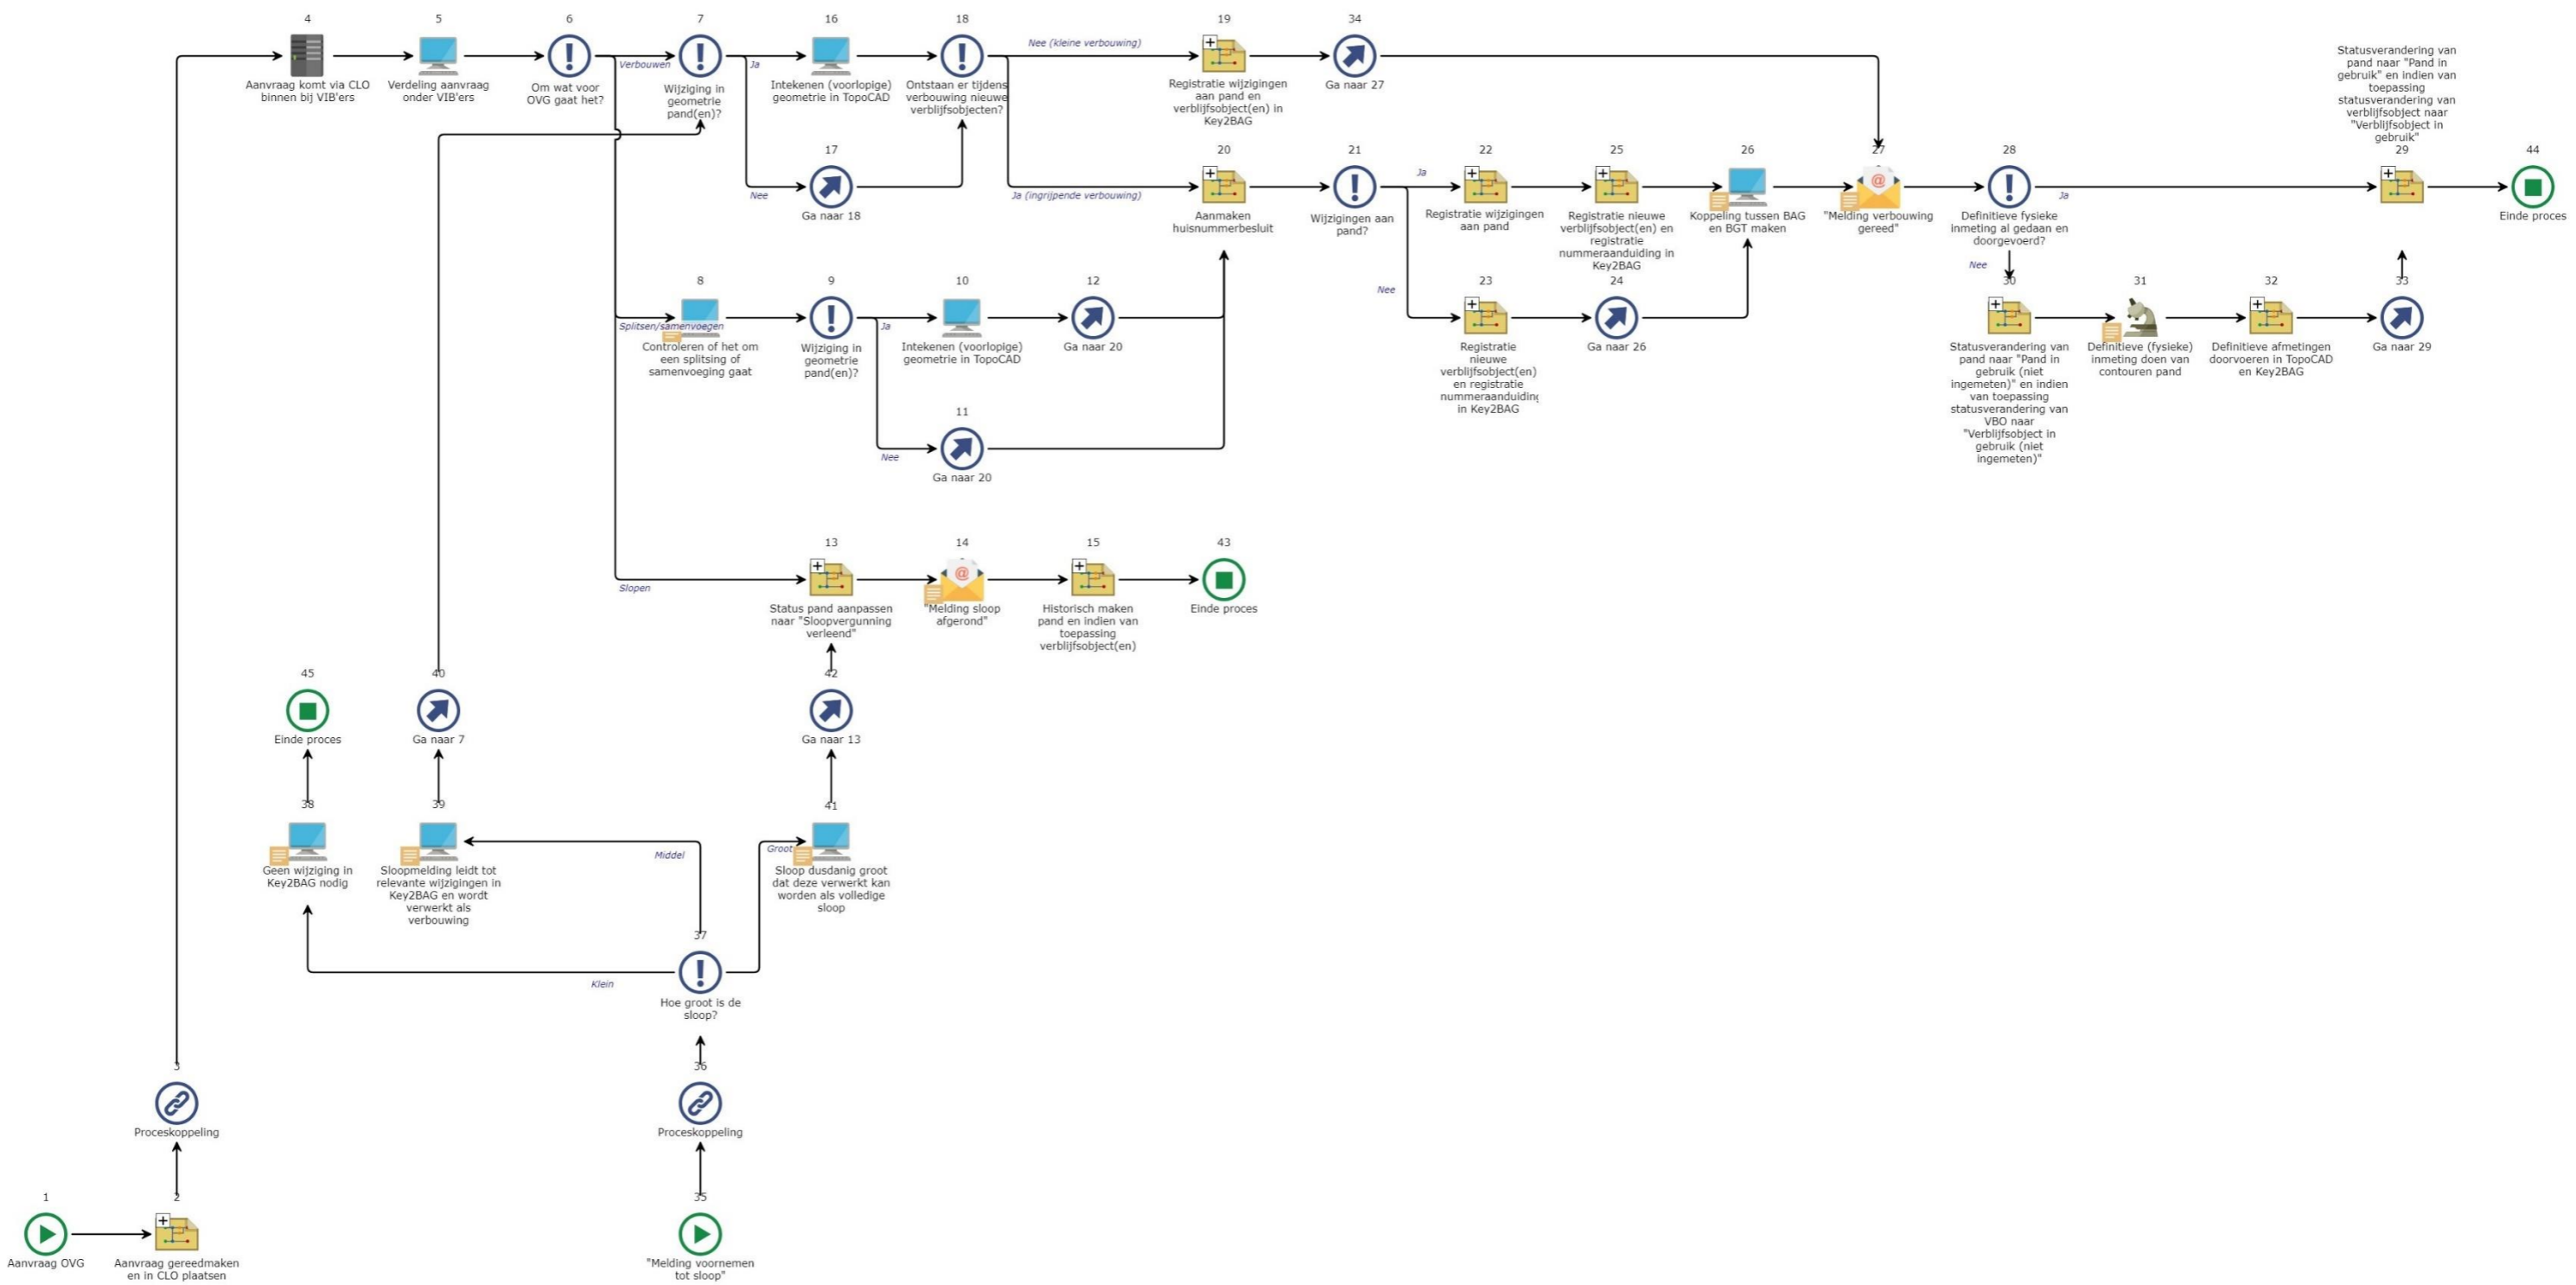 4
Aanvraag komt via CLO
binnen bij VIB'ers
5
Verdeling aanvraag
onder VIB'ers
6
Om wat voor
OVG gaat het?
Verbouwen
7
Wijziging in
geometrie
pand(en)?
Ja
Nee
16
Intekenen (voorlopige)
geometrie in TopoCAD
17
Ga naar 18
18
Ontstaan er tijdens
verbouwing nieuwe
verblijfsobjecten?
Nee (kleine verbouwing)
Ja (ingrijpende verbouwing)
19
Registratie wijzigingen
aan pand en
verblijfsobject(en) in
Key2BAG
34
Ga naar 27
20
Aanmaken
huisnummerbesluit
21
Wijzigingen aan
pand?
Ja
Nee
22
Registratie wijzigingen
aan pand
25
Registratie nieuwe
verblijfsobject(en) en
registratie
nummeraanduiding in
Key2BAG
26
Koppeling tussen BAG
en BGT maken
27
"Melding verbouwing
gereed"
28
Definitieve fysieke
inmeting al gedaan en
doorgevoerd?
Ja
Nee
Statusverandering van
pand naar "Pand in
gebruik" en indien van
toepassing
statusverandering van
verblijfsobject naar
"Verblijfsobject in
gebruik"
29
44
Einde proces
23
Registratie
nieuwe
verblijfsobject(en)
en registratie
nummeraanduiding
in Key2BAG
24
Ga naar 26
30
Statusverandering van
pand naar "Pand in
gebruik (niet
ingemeten)" en indien
van toepassing
statusverandering van
VBO naar
"Verblijfsobject in
gebruik (niet
ingemeten)"
31
Definitieve (fysieke)
inmeting doen van
contouren pand
32
Definitieve afmetingen
doorvoeren in TopoCAD
en Key2BAG
33
Ga naar 29
Splitsen/samenvoegen
8
Controleren of het om
een splitsing of
samenvoeging gaat
9
Wijziging in
geometrie
pand(en)?
Ja
Nee
10
Intekenen (voorlopige)
geometrie in TopoCAD
12
Ga naar 20
11
Ga naar 20
Slopen
13
Status pand aanpassen
naar "Sloopvergunning
verleend"
14
"Melding sloop
afgerond"
15
Historisch maken
pand en indien van
toepassing
verblijfsobject(en)
43
Einde proces
45
Einde proces
40
Ga naar 7
42
Ga naar 13
38
Geen wijziging in
Key2BAG nodig
39
Sloopmelding leidt tot
relevante wijzigingen in
Key2BAG en wordt
verwerkt als
verbouwing
Middel
Groot
41
Sloop dusdanig groot
dat deze verwerkt kan
worden als volledige
sloop
Klein
37
Hoe groot is de
sloop?
3
Proceskoppeling
36
Proceskoppeling
1
Aanvraag OVG
2
Aanvraag gereedmaken
en in CLO plaatsen
35
"Melding voornemen
tot sloop"